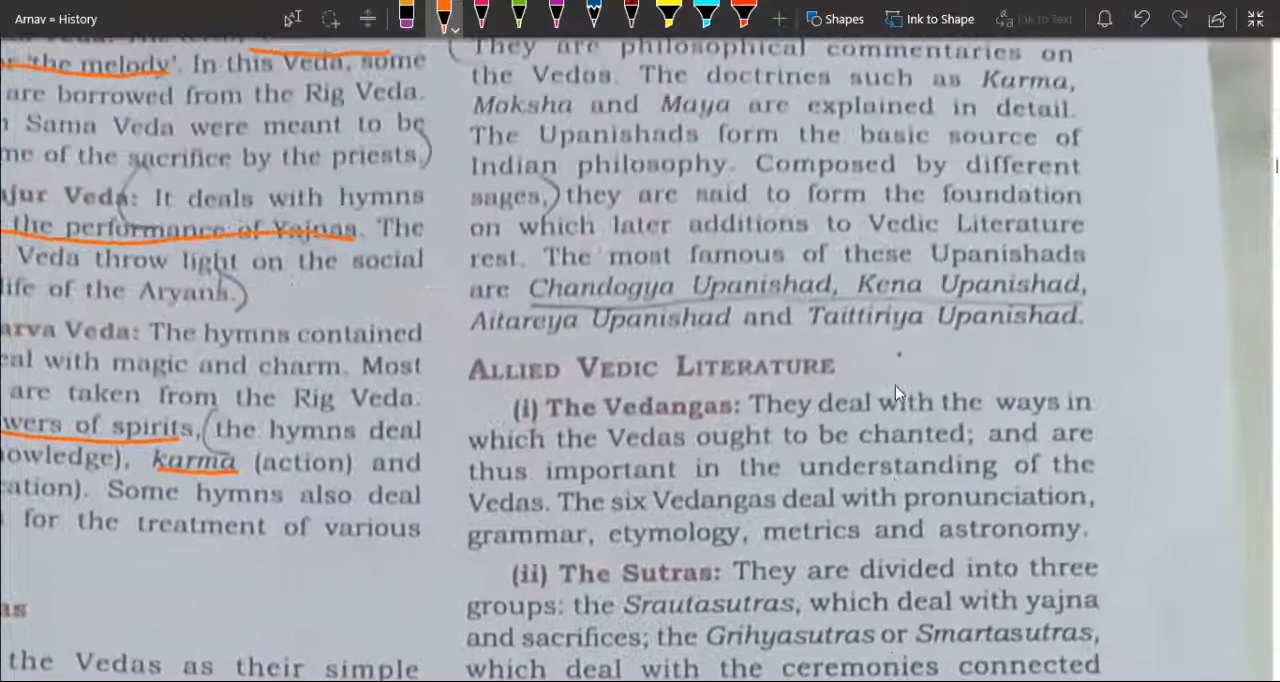 Arnav » History
Shapes
Ink to Shape
Ink to Text
'the melody'. In this Veda, some
are borrowed from the Rig Veda.
Sama Veda were meant to be
of the sacrifice by the priests,
Veda: It deals with hymns
the performance of Yajnas. The
Veda throw light on the social
life of the Aryans.
Veda: The hymns contained
with magic and charm. Most
are taken from the Rig Veda.
of spirits, the hymns deal
karma (action) and
Some hymns also deal
for the treatment of various
the Vedas as their simple
They are philosophical commentaries on
the Vedas. The doctrines such as Karma,
Moksha and Maya are explained in detail.
The Upanishads form the basic source of
Indian philosophy. Composed by different
sages, they are said to form the foundation
on which later additions to Vedic Literature
rest. The most famous of these Upanishads
are Chandogya Upanishad, Kena Upanishad,
Aitareya Upanishad and Taittiriya Upanishad.
ALLIED VEDIC LITERATURE
(i) The Vedangas: They deal with the ways in
which the Vedas ought to be chanted; and are
thus important in the understanding of the
Vedas. The six Vedangas deal with pronunciation,
grammar, etymology, metrics and astronomy.
(ii) The Sutras: They are divided into three
groups: the Srautasutras, which deal with yajna
and sacrifices; the Grihyasutras or Smartasutras,
which deal with the ceremonies connected